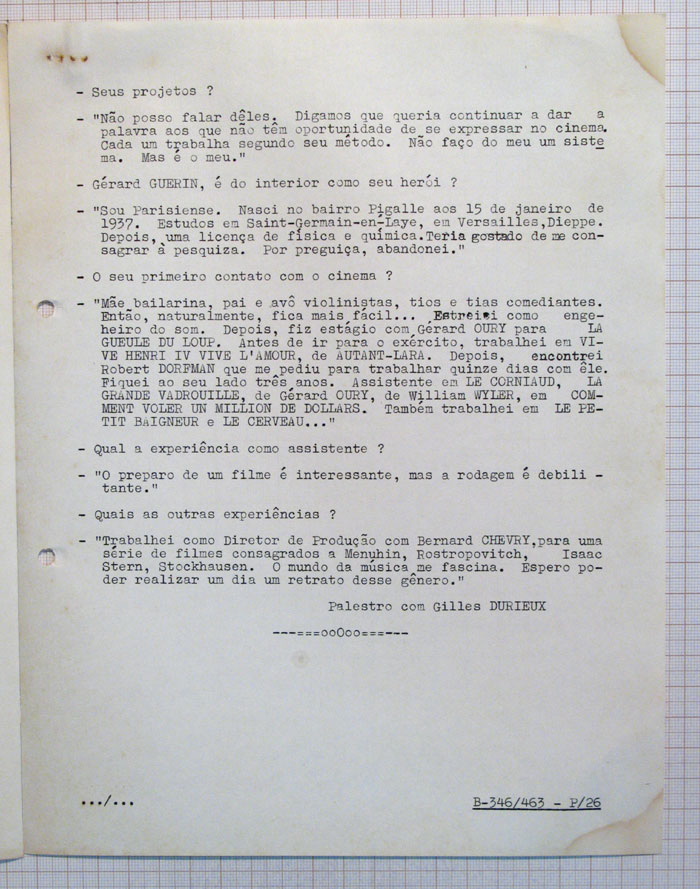 - Seus projetos ?
- "Não posso falar dêles. Digamos que queria continuar a dar a
palavra aos que não têm oportunidade de se expressar no cinema.
Cada um trabalha segundo seu método. Não faço do meu um siste
ma. Mas é o meu."
- Gérard GUERIN, é do interior como seu herói ?
- "Sou Parisiense. Nasci no bairro Pigalle aos 15 de janeiro de
1937. Estudos em Saint-Germain-en-Laye, em Versailles,Dieppe.
Depois, uma licença de física e química.Teria gostado de me con-
sagrar à pesquiza. Por preguiça, abandonei."
- O seu primeiro contato com o cinema ?
- "Mãe bailarina, pai e avô violinistas, tios e tias comediantes.
Então, naturalmente, fica mais fácil... Estreiei como enge-
heiro do som. Depois, fiz estágio com Gérard OURY para LA
GUEULE DU LOUP. Antes de ir para o exército, trabalhei em VI-
VE HENRI IV VIVE L'AMOUR, de AUTANT-LARA. Depois, encontrei
Robert DORFMAN que me pediu para trabalhar quinze dias com êle.
Fiquei ao seu lado três anos. Assistente em LE CORNIAUD, LA
GRANDE VADROUILLE, de Gérard OURY, de William WYLER, em COM-
MENT VOLER UN MILLION DE DOLLARS. Também trabalhei em LE PE-
TIT BAIGNEUR e LE CERVEAU..."
- Qual a experiência como assistente ?
- "O preparo de um filme é interessante, mas a rodagem é debili -
tante."
- Quais as outras experiências ?
- "Trabalhei como Diretor de Produção com Bernard CHEVRY,para uma
série de filmes consagrados a Menuhin, Rostropovitch, Isaac
Stern, Stockhausen. O mundo da música me fascina. Espero po-
der realizar um dia um retrato desse gênero."
Palestro com Gilles DURIEUX
---===ooOoo===---
.../...
B-346/463 - P/26